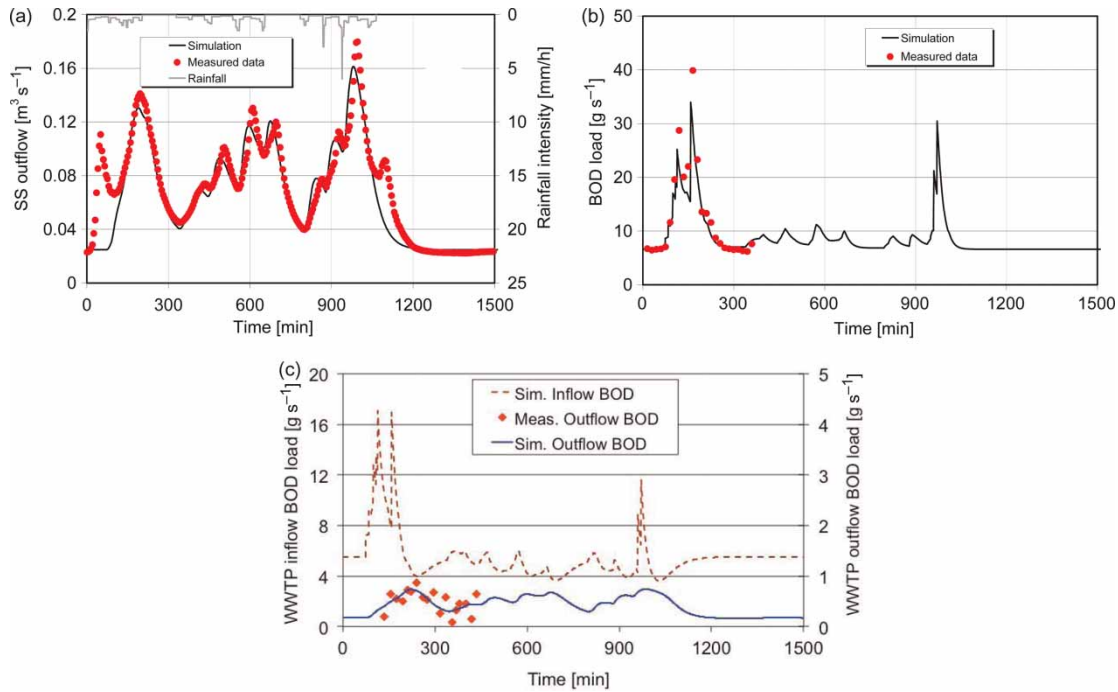 (a)
0.2
0.16
0.12
0.08
0.04
0
SS outflow [m³ s⁻¹]
Simulation
Measured data
Rainfall
0
5
10
15
20
25
Rainfall intensity [mm/h]
0 300 600 900 1200 1500
Time [min]
(b)
50
40
30
20
10
0
BOD load [g s⁻¹]
Simulation
Measured data
0 300 600 900 1200 1500
Time [min]
(c)
20
16
12
8
4
0
WWTP inflow BOD load [g s⁻¹]
Sim. Inflow BOD
Meas. Outflow BOD
Sim. Outflow BOD
5
4
3
2
1
0
WWTP outflow BOD load [g s⁻¹]
0 300 600 900 1200 1500
Time [min]